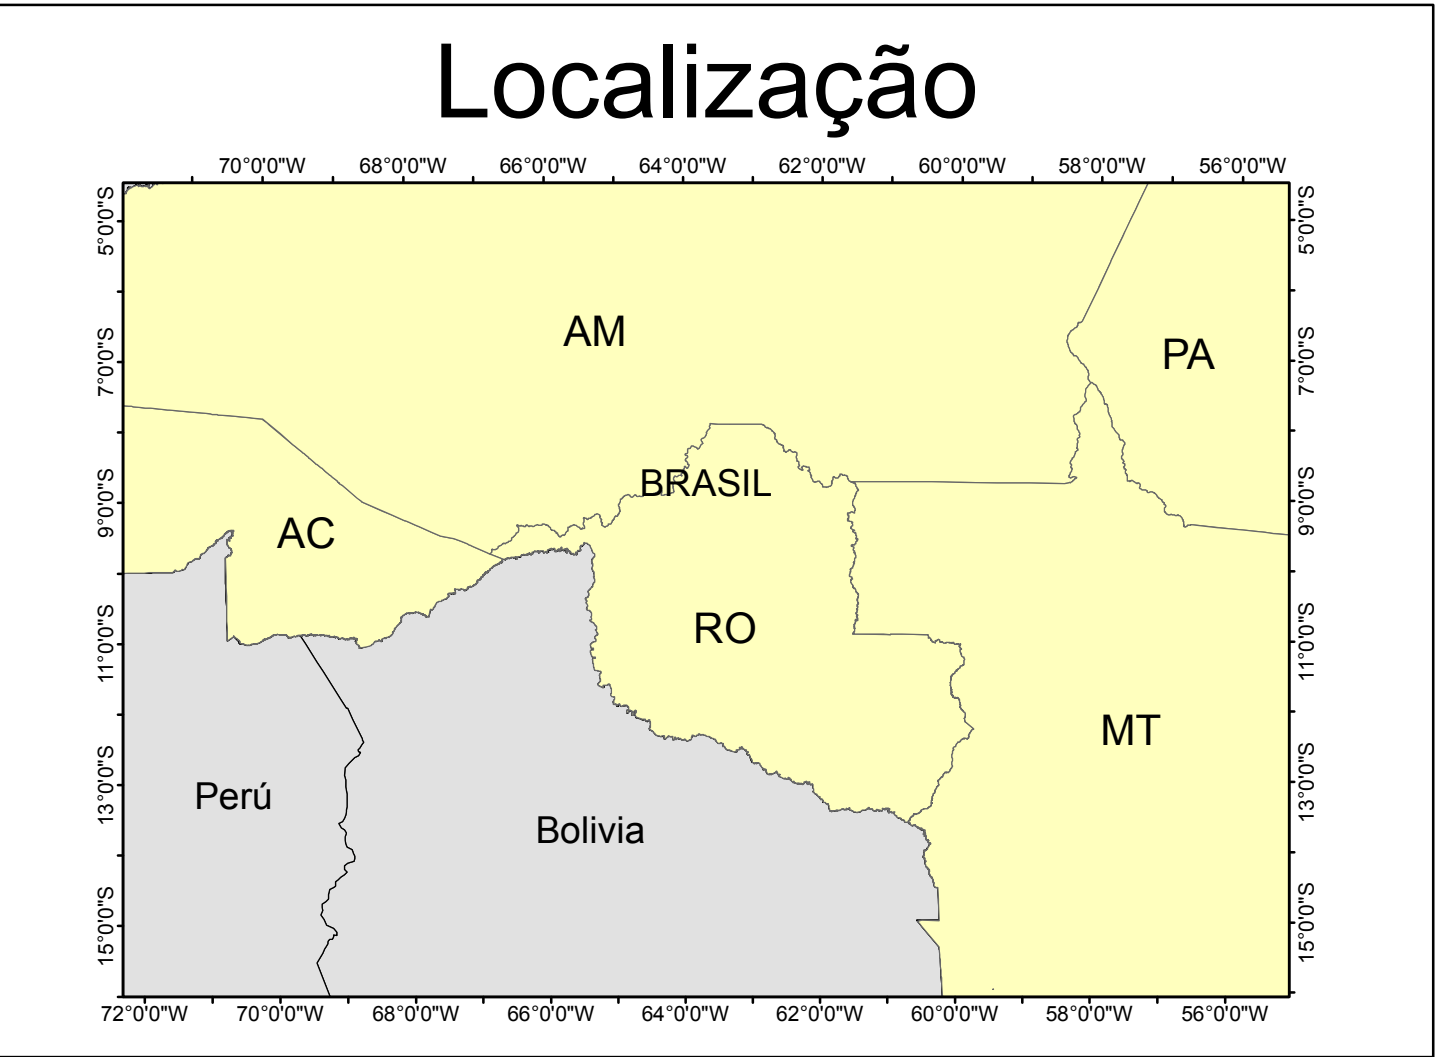 Localização
70°0'0"W 68°0'0"W 66°0'0"W 64°0'0"W 62°0'0"W 60°0'0"W 58°0'0"W 56°0'0"W
5°0'0"S 5°0'0"S
AM
PA
7°0'0"S 7°0'0"S
BRASIL
9°0'0"S 9°0'0"S
AC
RO
11°0'0"S 11°0'0"S
MT
Perú
13°0'0"S 13°0'0"S
Bolivia
15°0'0"S 15°0'0"S
72°0'0"W 70°0'0"W 68°0'0"W 66°0'0"W 64°0'0"W 62°0'0"W 60°0'0"W 58°0'0"W 56°0'0"W